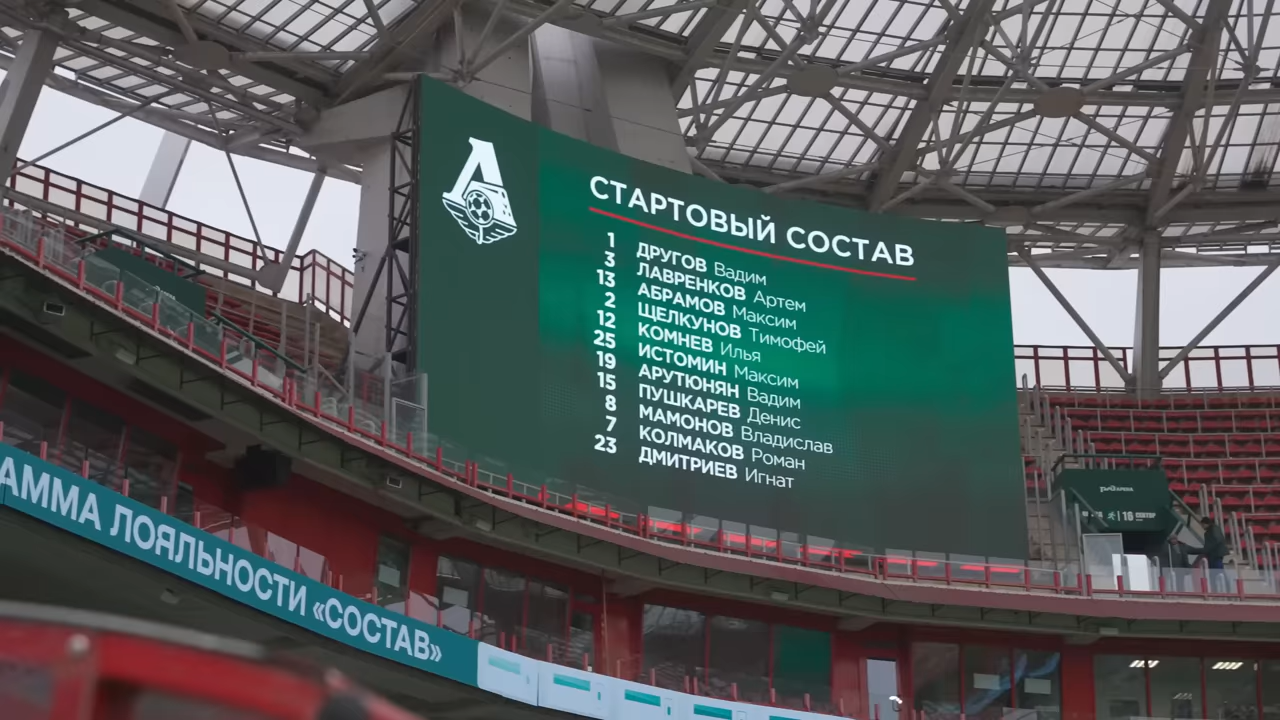 СТАРТОВЫЙ СОСТАВ
1 ДРУГОВ Вадим
3 ЛАВРЕНКОВ Артем
13 АБРАМОВ Максим
2 ЩЕЛКУНОВ Тимофей
12 КОМНЕВ Илья
25 ИСТОМИН Максим
19 АРУТЮНЯН Вадим
15 ПУШКАРЕВ Денис
8 МАМОНОВ Владислав
7 КОЛМАКОВ Роман
23 ДМИТРИЕВ Игнат
АММА ЛОЯЛЬНОСТИ «СОСТАВ»